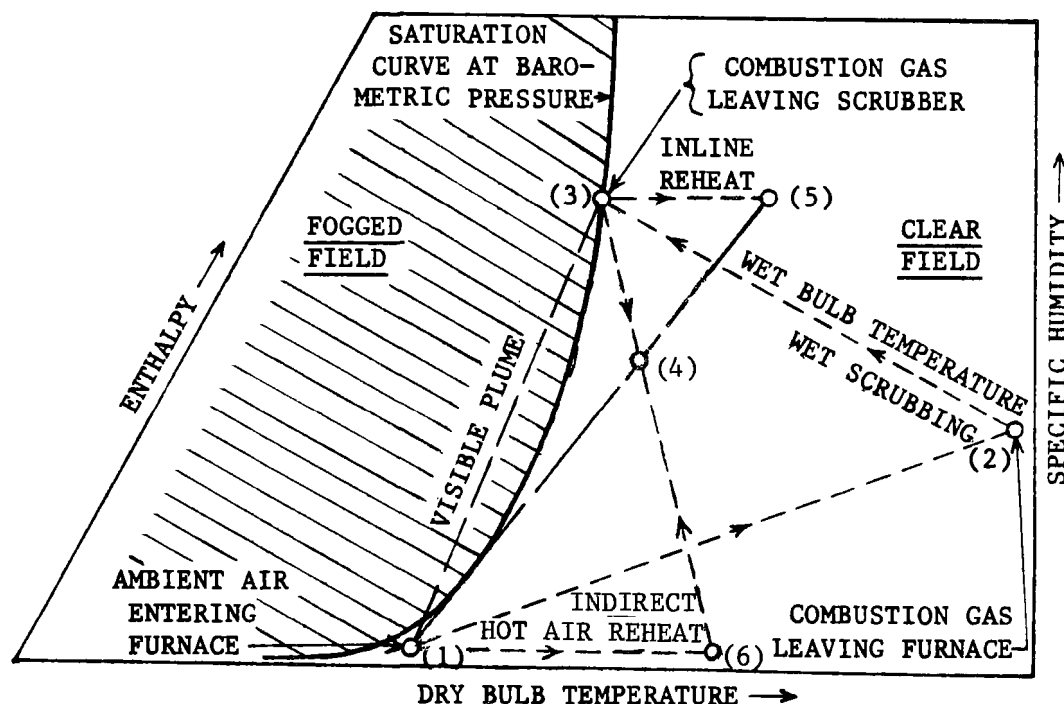 SATURATION
CURVE AT BARO-
METRIC PRESSURE
COMBUSTION GAS
LEAVING SCRUBBER
INLINE
REHEAT
(3)
(5)
FOGGED
FIELD
CLEAR
FIELD
ENTHALPY
SPECIFIC HUMIDITY
WET BULB TEMPERATURE
WET SCRUBBING
(4)
VISIBLE PLUME
(2)
AMBIENT AIR
ENTERING
FURNACE
(1)
INDIRECT
HOT AIR REHEAT
(6)
COMBUSTION GAS
LEAVING FURNACE
DRY BULB TEMPERATURE